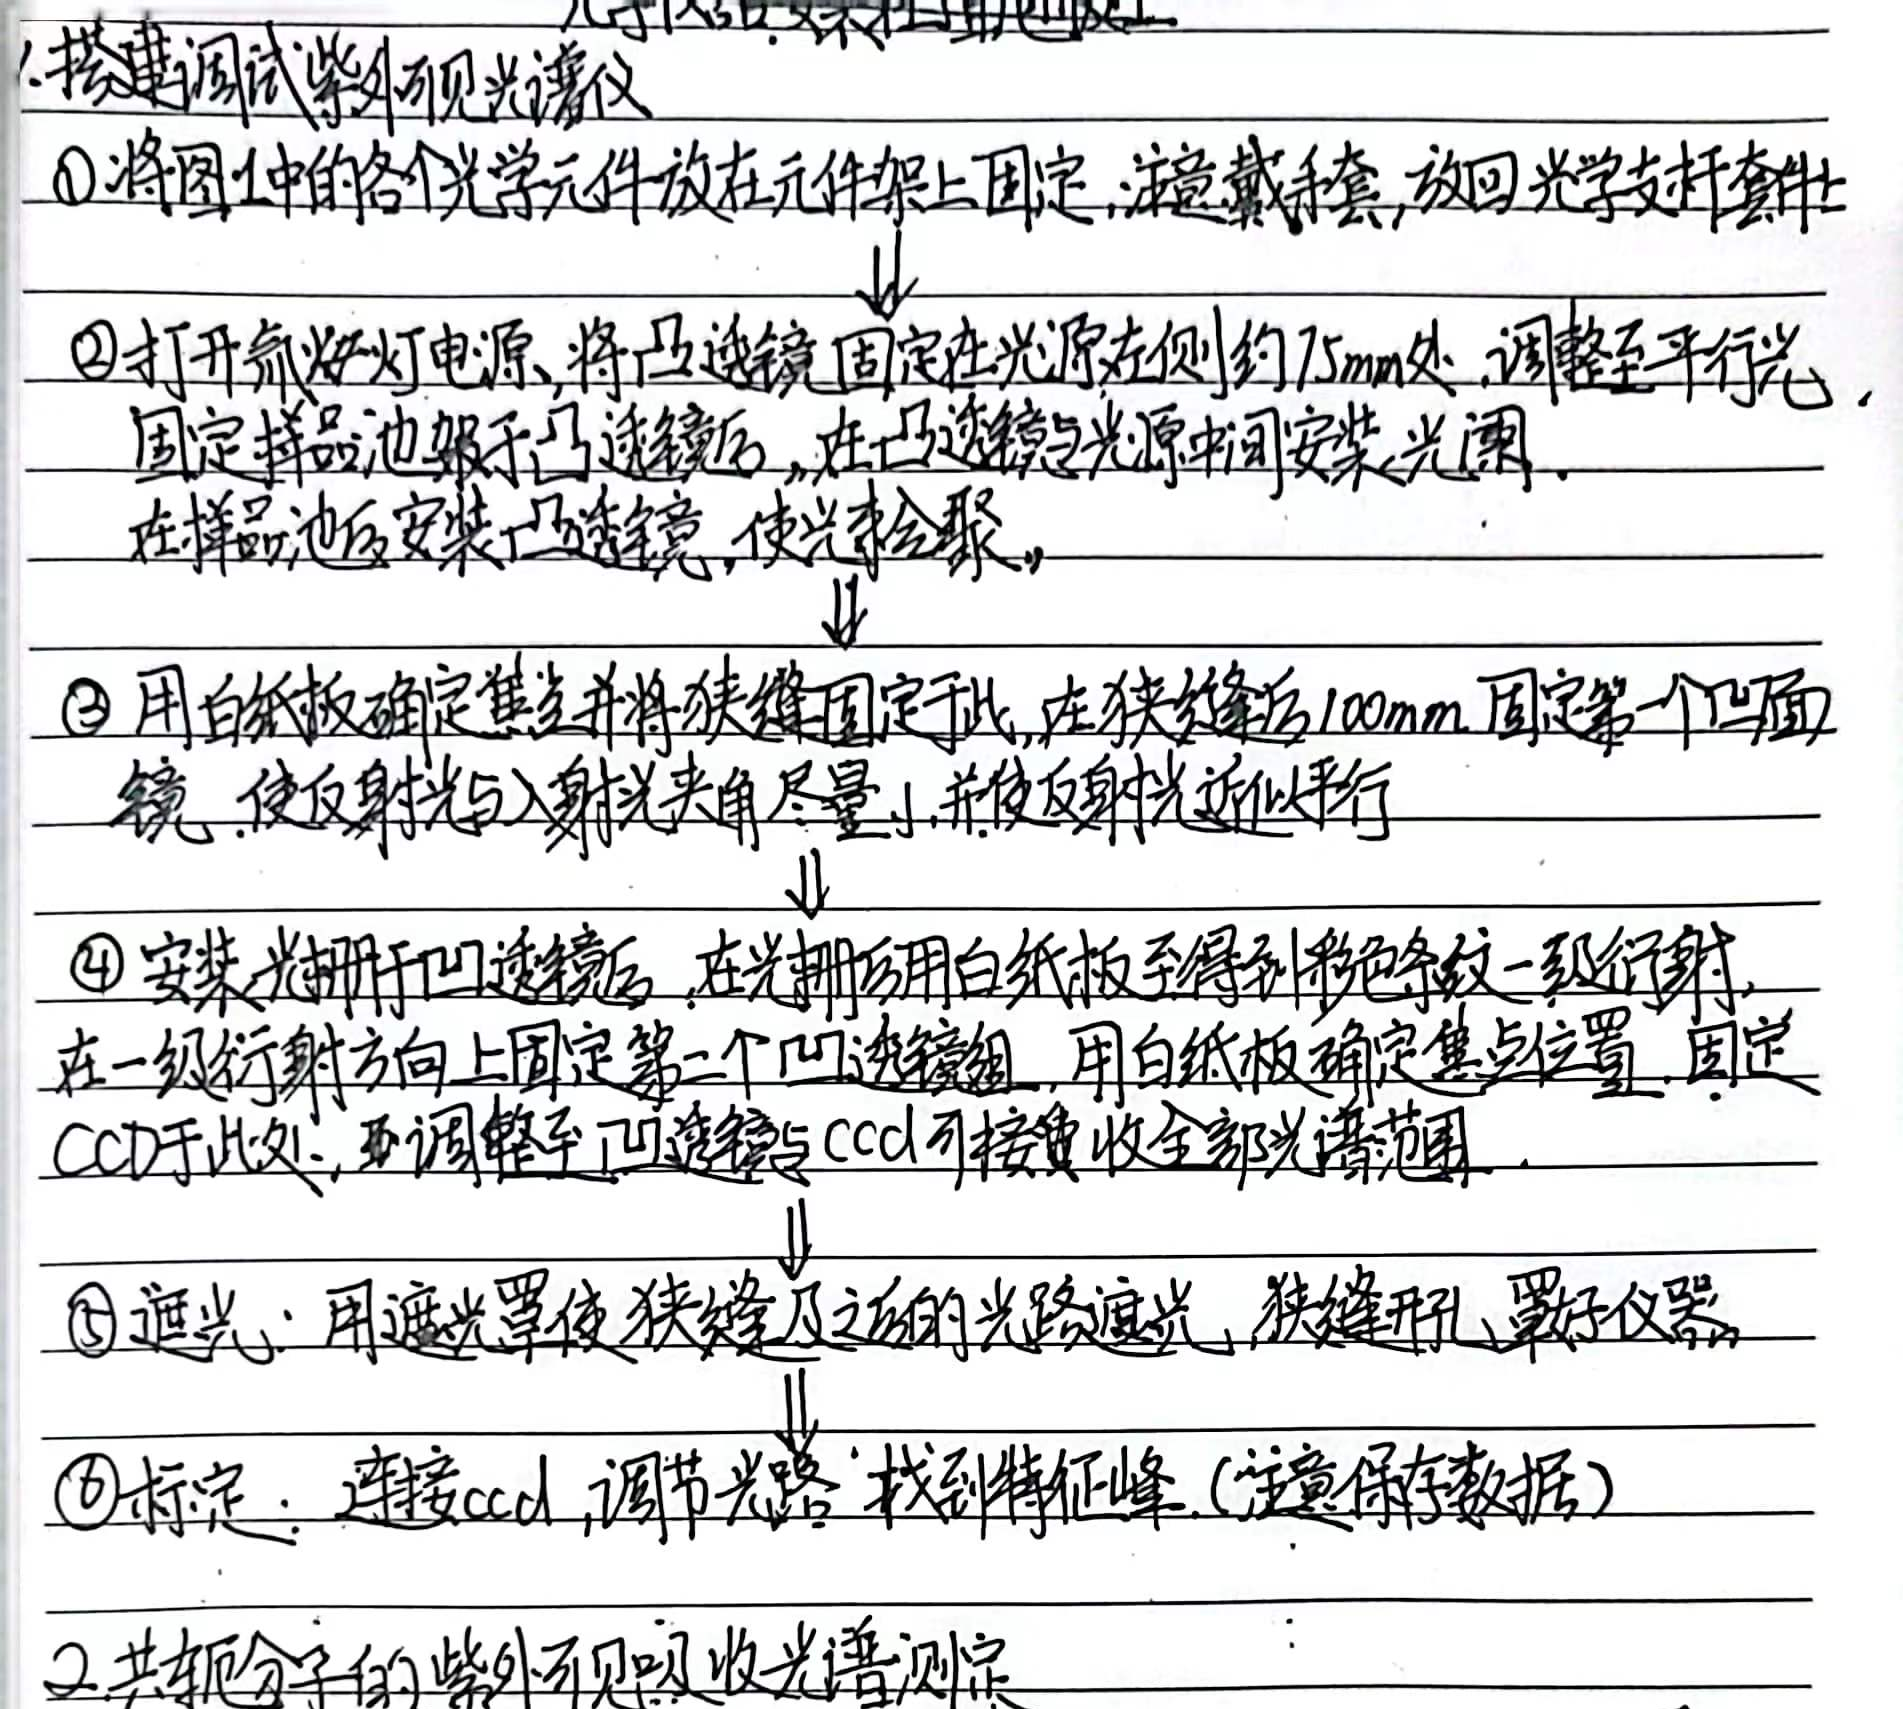 1.搭建调试紫外可见光谱仪
①将图1中的各个光学元件放在元件架上固定,注意戴手套,放回光学支杆套件上
⇓
②打开氘灯电源,将凸透镜固定在光源左侧约75mm处,调整至平行光,
固定样品池架于凸透镜后,在凸透镜与光源中间安装光阑.
在样品池后安装凸透镜,使光束会聚。
⇓
③用白纸板确定焦点并将狭缝固定于此,在狭缝后100mm固定第一个凹面
镜,使反射光与入射光夹角尽量小,并使反射光近似平行
⇓
④安装光栅于凹透镜后,在光栅后用白纸板至得到彩色条纹一级衍射,
在一级衍射方向上固定第二个凹透镜组,用白纸板确定焦点位置,固定
CCD于此处,再调整至凹透镜与ccd可接收全部光谱范围.
⇓
⑤遮光:用遮光罩使狭缝及之后的光路遮光,狭缝开孔、罩好仪器
⇓
⑥标定:连接ccd,调节光路 找到特征峰.(注意保存数据)
2.共轭分子的紫外可见吸收光谱测定